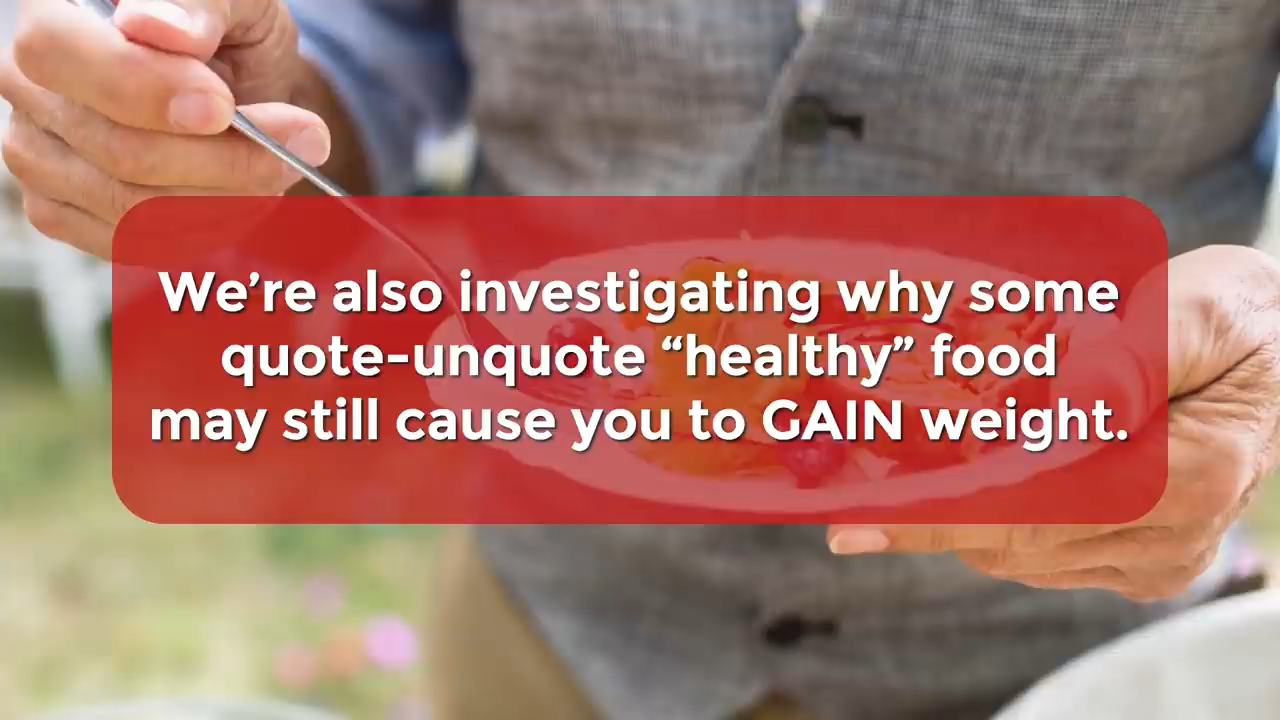 We’re also investigating why some
quote-unquote “healthy” food
may still cause you to GAIN weight.